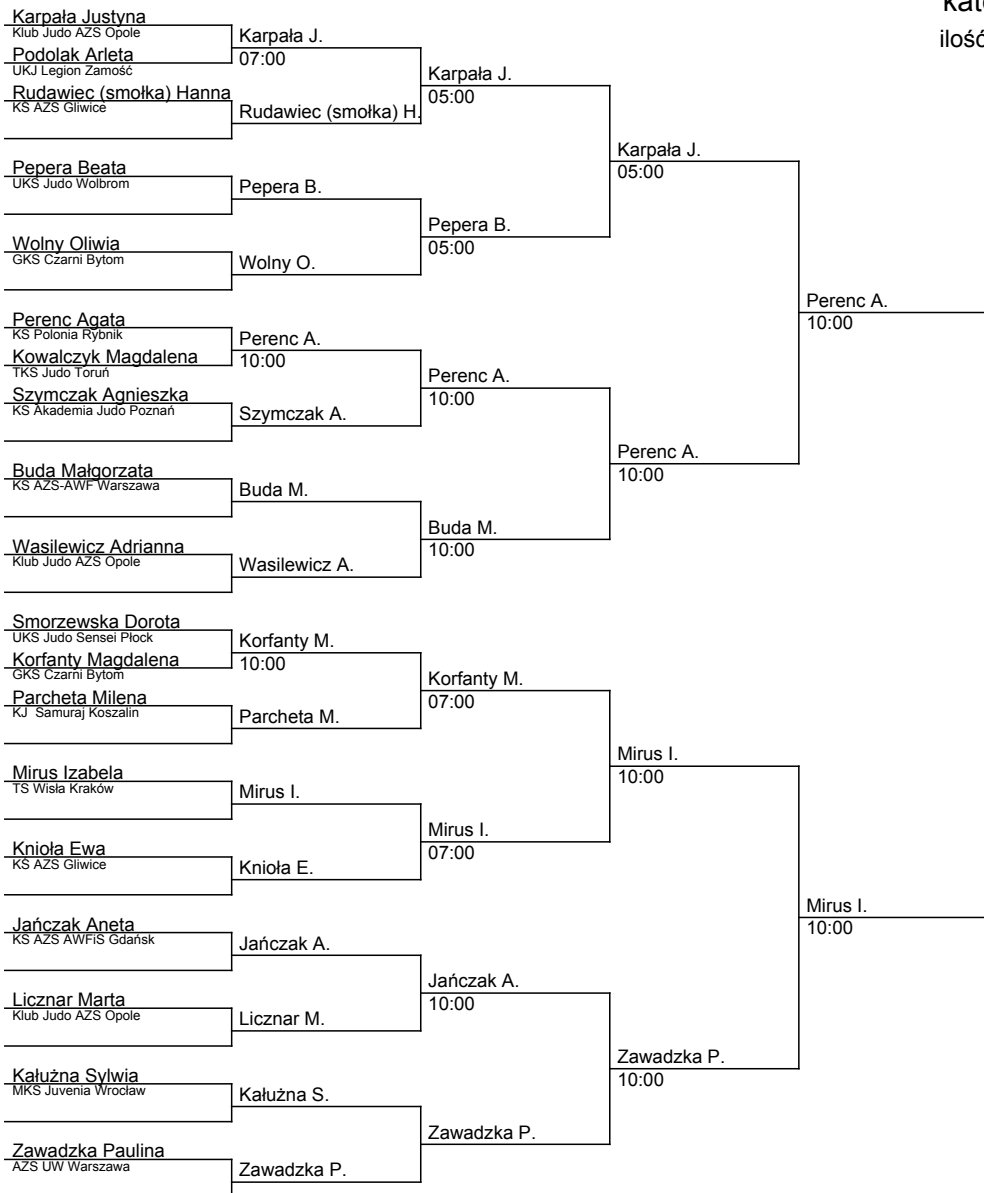 kat
ilość
Karpała Justyna
Klub Judo AZS Opole
Podolak Arleta
UKJ Legion Zamość
Rudawiec (smołka) Hanna
KS AZS Gliwice
Pepera Beata
UKS Judo Wolbrom
Wolny Oliwia
GKS Czarni Bytom
Perenc Agata
KS Polonia Rybnik
Kowalczyk Magdalena
TKS Judo Toruń
Szymczak Agnieszka
KS Akademia Judo Poznań
Buda Małgorzata
KS AZS-AWF Warszawa
Wasilewicz Adrianna
Klub Judo AZS Opole
Smorzewska Dorota
UKS Judo Sensei Płock
Korfanty Magdalena
GKS Czarni Bytom
Parcheta Milena
KJ Samuraj Koszalin
Mirus Izabela
TS Wisła Kraków
Knioła Ewa
KS AZS Gliwice
Jańczak Aneta
KS AZS AWFiS Gdańsk
Licznar Marta
Klub Judo AZS Opole
Kałużna Sylwia
MKS Juvenia Wrocław
Zawadzka Paulina
AZS UW Warszawa
Karpała J.
07:00
Rudawiec (smołka) H.
Pepera B.
Wolny O.
Perenc A.
10:00
Szymczak A.
Buda M.
Wasilewicz A.
Korfanty M.
10:00
Parcheta M.
Mirus I.
Knioła E.
Jańczak A.
Licznar M.
Kałużna S.
Zawadzka P.
Karpała J.
05:00
Pepera B.
05:00
Perenc A.
10:00
Buda M.
10:00
Korfanty M.
07:00
Mirus I.
07:00
Jańczak A.
10:00
Zawadzka P.
Karpała J.
05:00
Perenc A.
10:00
Mirus I.
10:00
Zawadzka P.
10:00
Perenc A.
10:00
Mirus I.
10:00